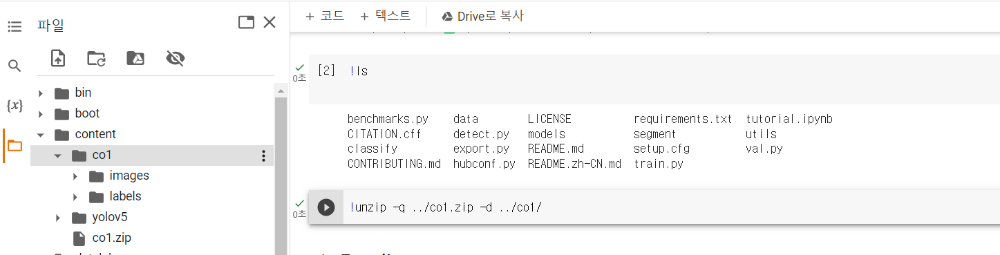 파일
+ 코드 + 텍스트 Drive로 복사
{x}
bin
boot
content
co1
images
labels
yolov5
co1.zip
0초
[2] !ls
benchmarks.py data LICENSE requirements.txt tutorial.ipynb
CITATION.cff detect.py models segment utils
classify export.py README.md setup.cfg val.py
CONTRIBUTING.md hubconf.py README.zh-CN.md train.py
0초
!unzip -q ../co1.zip -d ../co1/